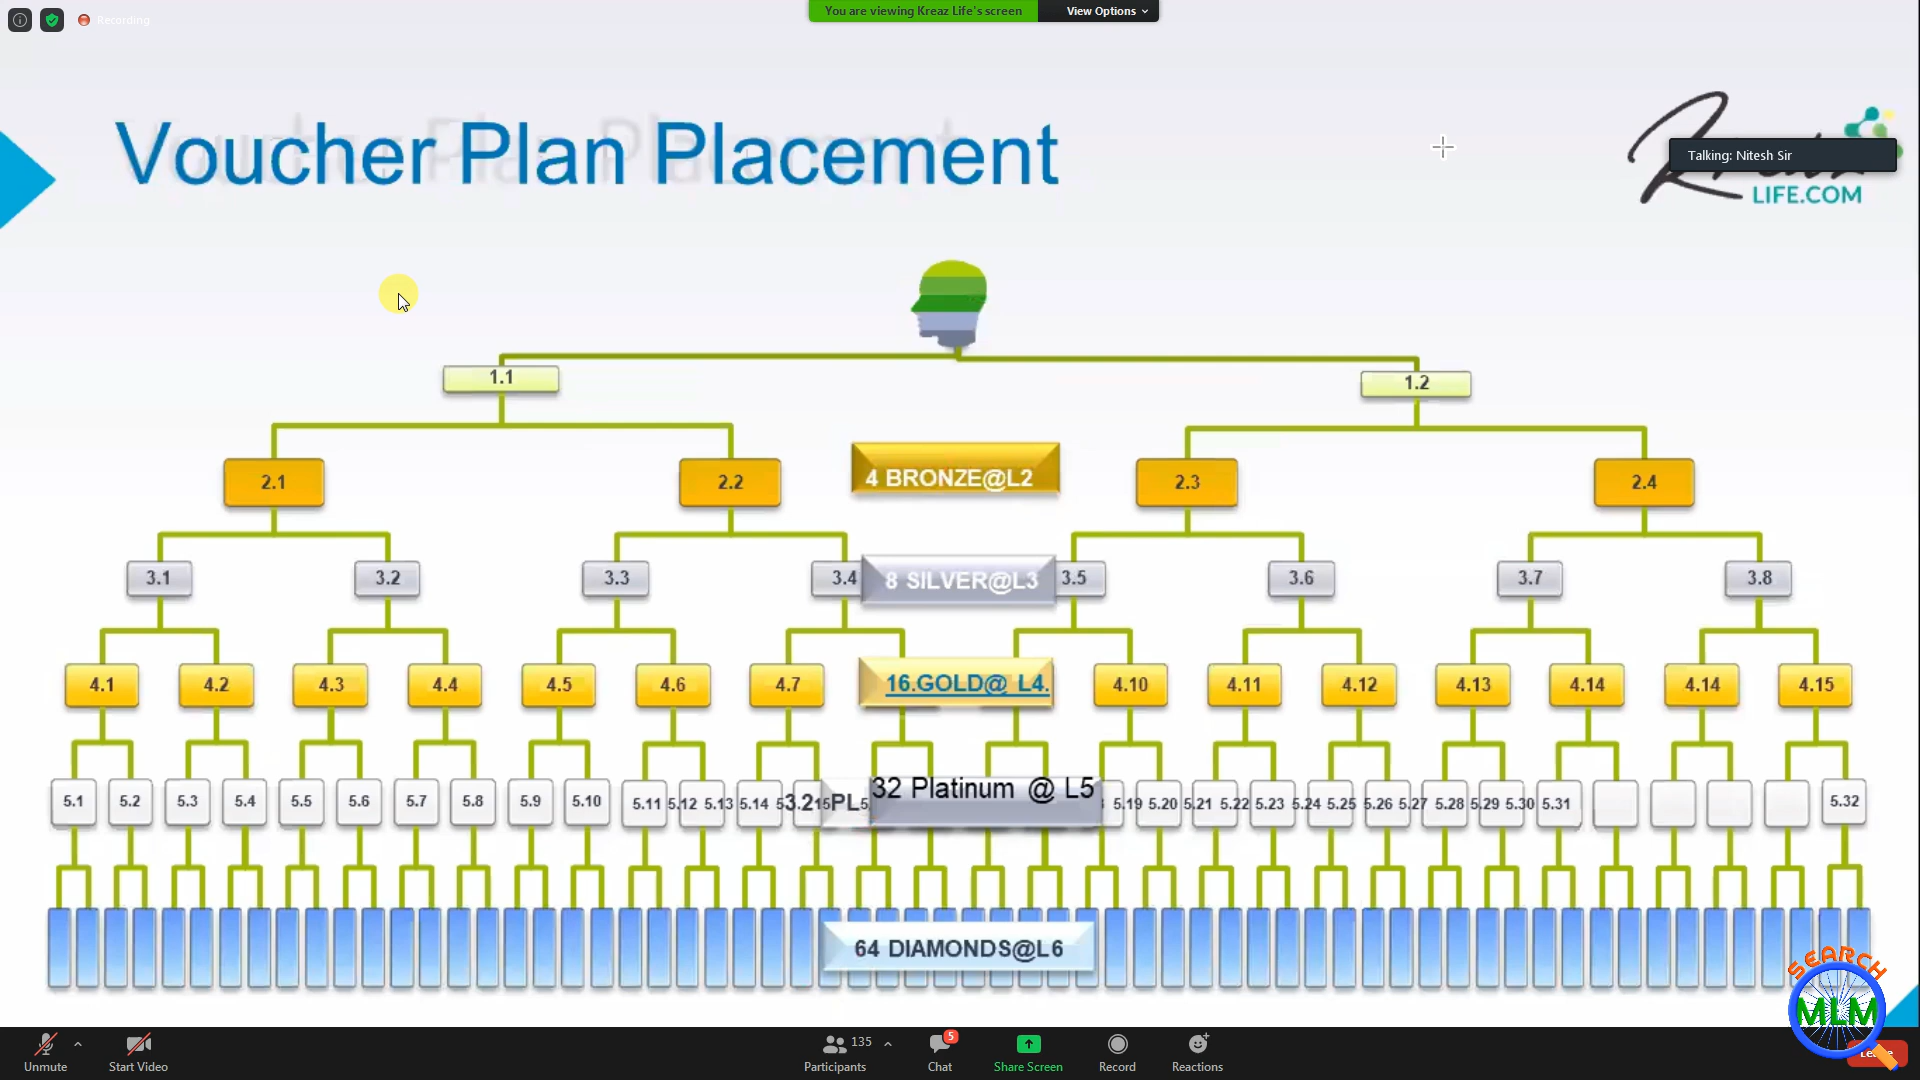 Recording
You are viewing Kreaz Life's screen
View Options
Voucher Plan Placement
Talking: Nitesh Sir
LIFE.COM
1.1
1.2
2.1
2.2
4 BRONZE@L2
2.3
2.4
3.1
3.2
3.3
3.4
8 SILVER@L3
3.5
3.6
3.7
3.8
4.1
4.2
4.3
4.4
4.5
4.6
4.7
16.GOLD@ L4.
4.10
4.11
4.12
4.13
4.14
4.14
4.15
5.1
5.2
5.3
5.4
5.5
5.6
5.7
5.8
5.9
5.10
5.11
5.12
5.13
5.14
32 Platinum @ L5
5.19
5.20
5.21
5.22
5.23
5.24
5.25
5.26
5.27
5.28
5.29
5.30
5.31
5.32
64 DIAMONDS@L6
SEARCH
MLM
Unmute
Start Video
135
Participants
5
Chat
Share Screen
Record
Reactions